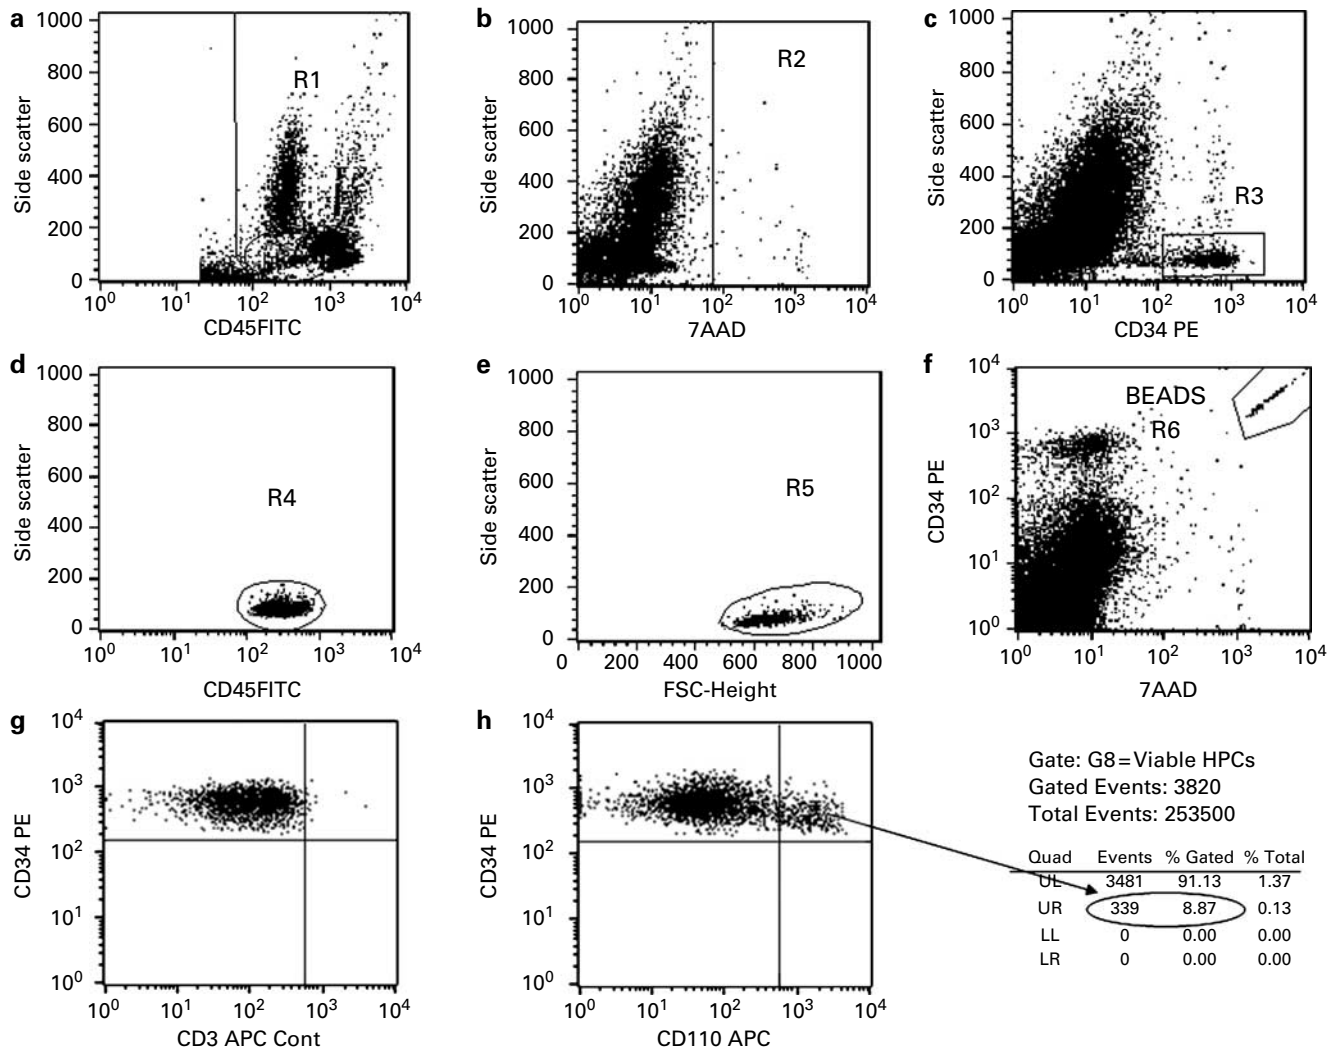 a
1000
800
600
400
200
0
Side scatter
R1
10^0 10^1 10^2 10^3 10^4
CD45FITC
b
1000
800
600
400
200
0
Side scatter
R2
10^0 10^1 10^2 10^3 10^4
7AAD
c
1000
800
600
400
200
0
Side scatter
R3
10^0 10^1 10^2 10^3 10^4
CD34 PE
d
1000
800
600
400
200
0
Side scatter
R4
10^0 10^1 10^2 10^3 10^4
CD45FITC
e
1000
800
600
400
200
0
Side scatter
R5
0 200 400 600 800 1000
FSC-Height
f
10^4
10^3
10^2
10^1
10^0
CD34 PE
BEADS
R6
10^0 10^1 10^2 10^3 10^4
7AAD
g
10^4
10^3
10^2
10^1
10^0
CD34 PE
10^0 10^1 10^2 10^3 10^4
CD3 APC Cont
h
10^4
10^3
10^2
10^1
10^0
CD34 PE
10^0 10^1 10^2 10^3 10^4
CD110 APC
Gate: G8=Viable HPCs
Gated Events: 3820
Total Events: 253500
Quad Events % Gated % Total
UL 3481 91.13 1.37
UR 339 8.87 0.13
LL 0 0.00 0.00
LR 0 0.00 0.00